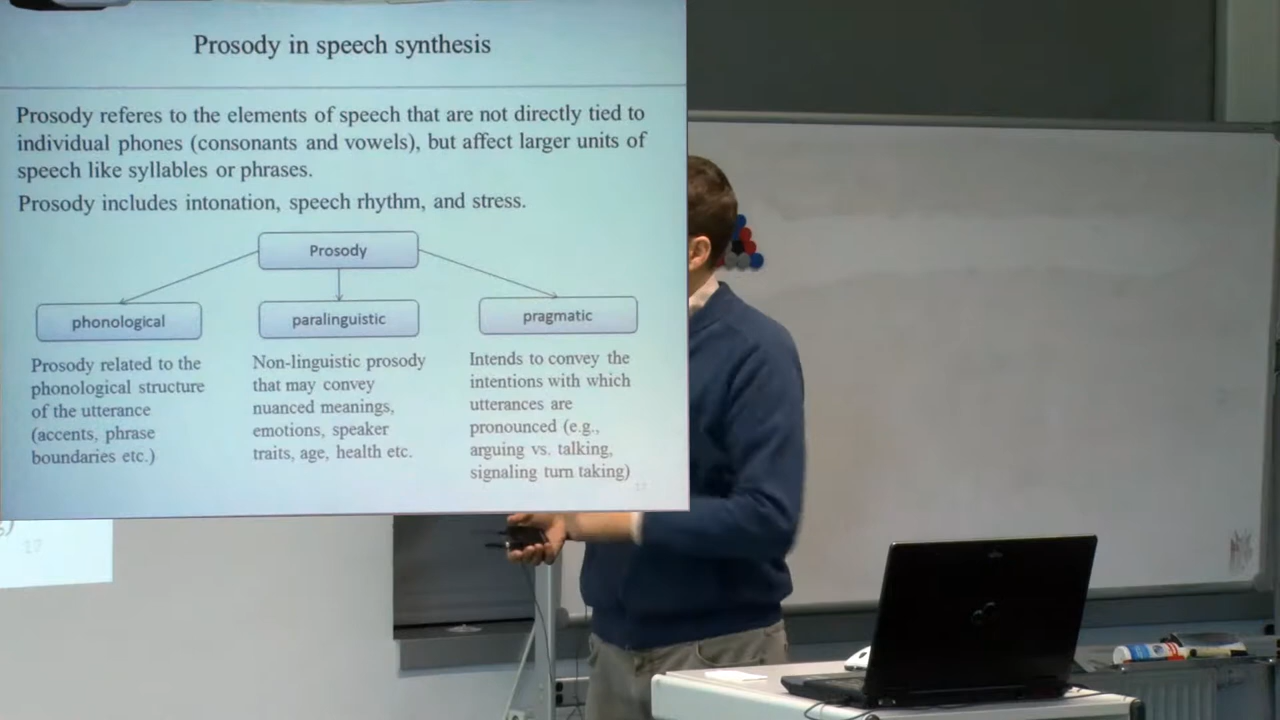 Prosody in speech synthesis
Prosody referes to the elements of speech that are not directly tied to
individual phones (consonants and vowels), but affect larger units of
speech like syllables or phrases.
Prosody includes intonation, speech rhythm, and stress.
Prosody
phonological
paralinguistic
pragmatic
Prosody related to the
phonological structure
of the utterance
(accents, phrase
boundaries etc.)
Non-linguistic prosody
that may convey
nuanced meanings,
emotions, speaker
traits, age, health etc.
Intends to convey the
intentions with which
utterances are
pronounced (e.g.,
arguing vs. talking,
signaling turn taking)
17
17